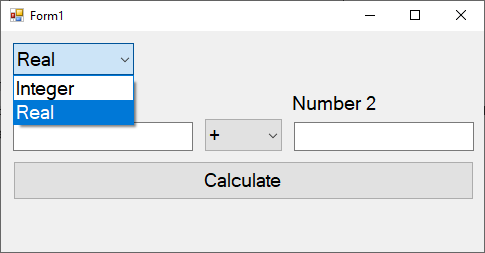 Form1
Real
Integer
Real
Number 2
+
Calculate